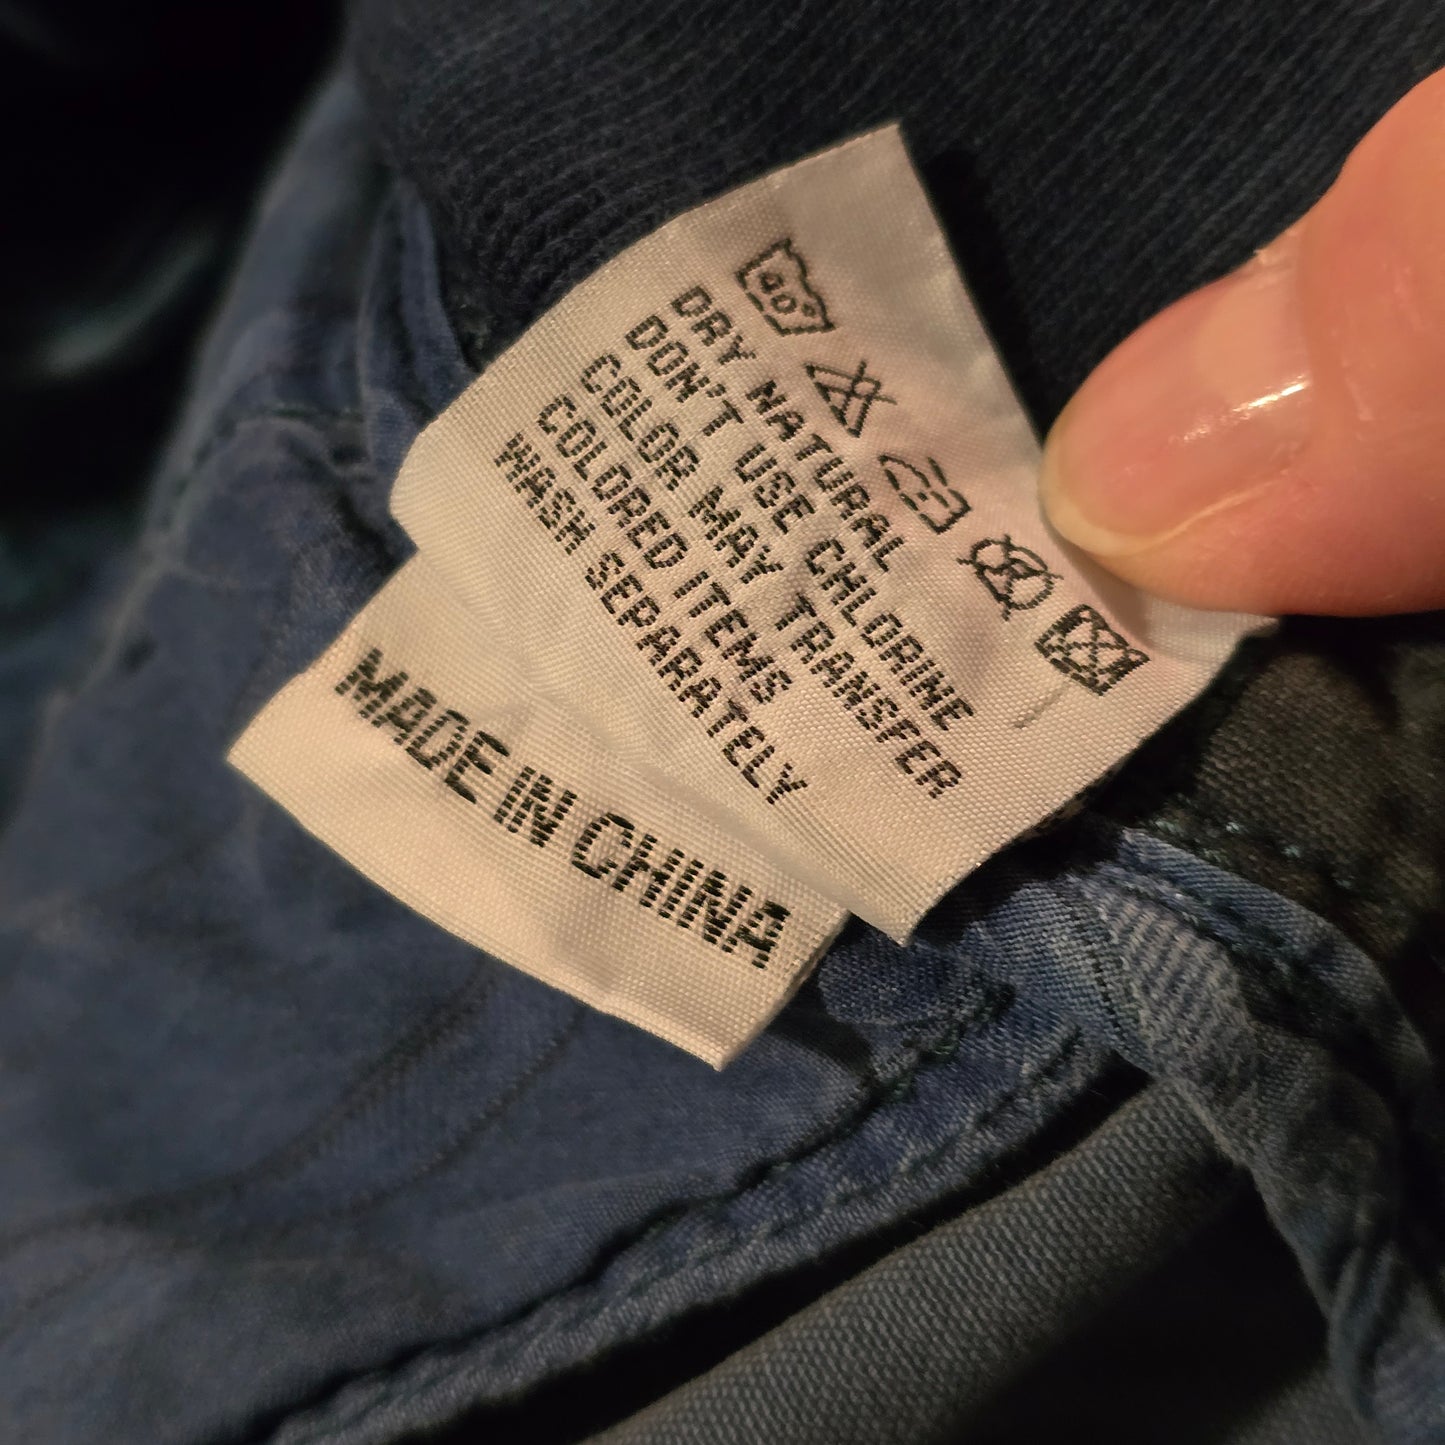 40°
DRY NATURAL
DON'T USE CHLORINE
COLOR MAY TRANSFER
COLORED ITEMS
WASH SEPARATELY
MADE IN CHINA